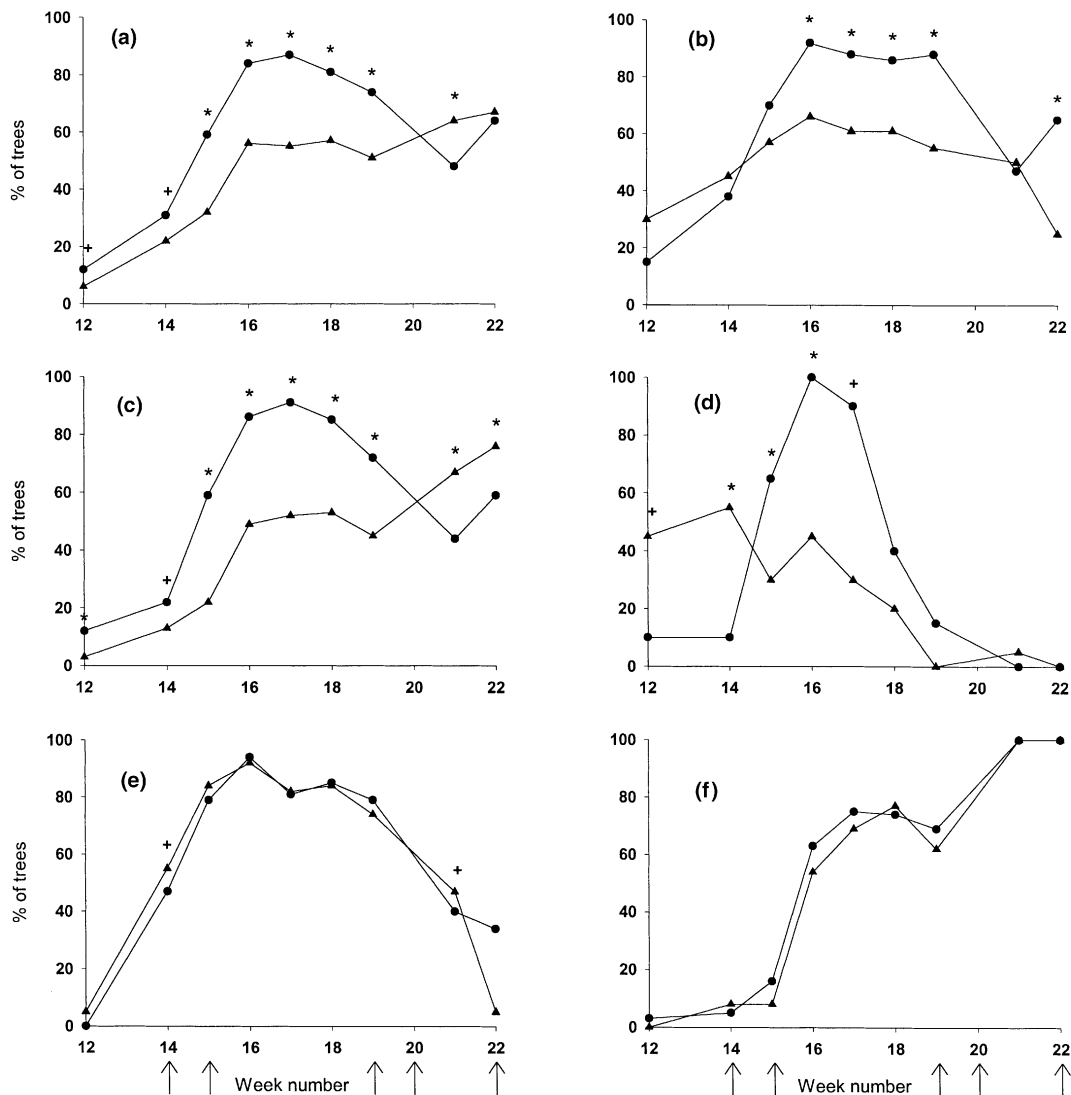 (a)
100
80
60
40
20
0
12 14 16 18 20 22
% of trees
+ + * * * * * * *
(b)
100
80
60
40
20
0
12 14 16 18 20 22
* * * * *
(c)
100
80
60
40
20
0
12 14 16 18 20 22
% of trees
* + * * * * * * *
(d)
100
80
60
40
20
0
12 14 16 18 20 22
+ * * * +
(e)
100
80
60
40
20
0
12 14 16 18 20 22
% of trees
+ +
Week number
(f)
100
80
60
40
20
0
12 14 16 18 20 22
Week number